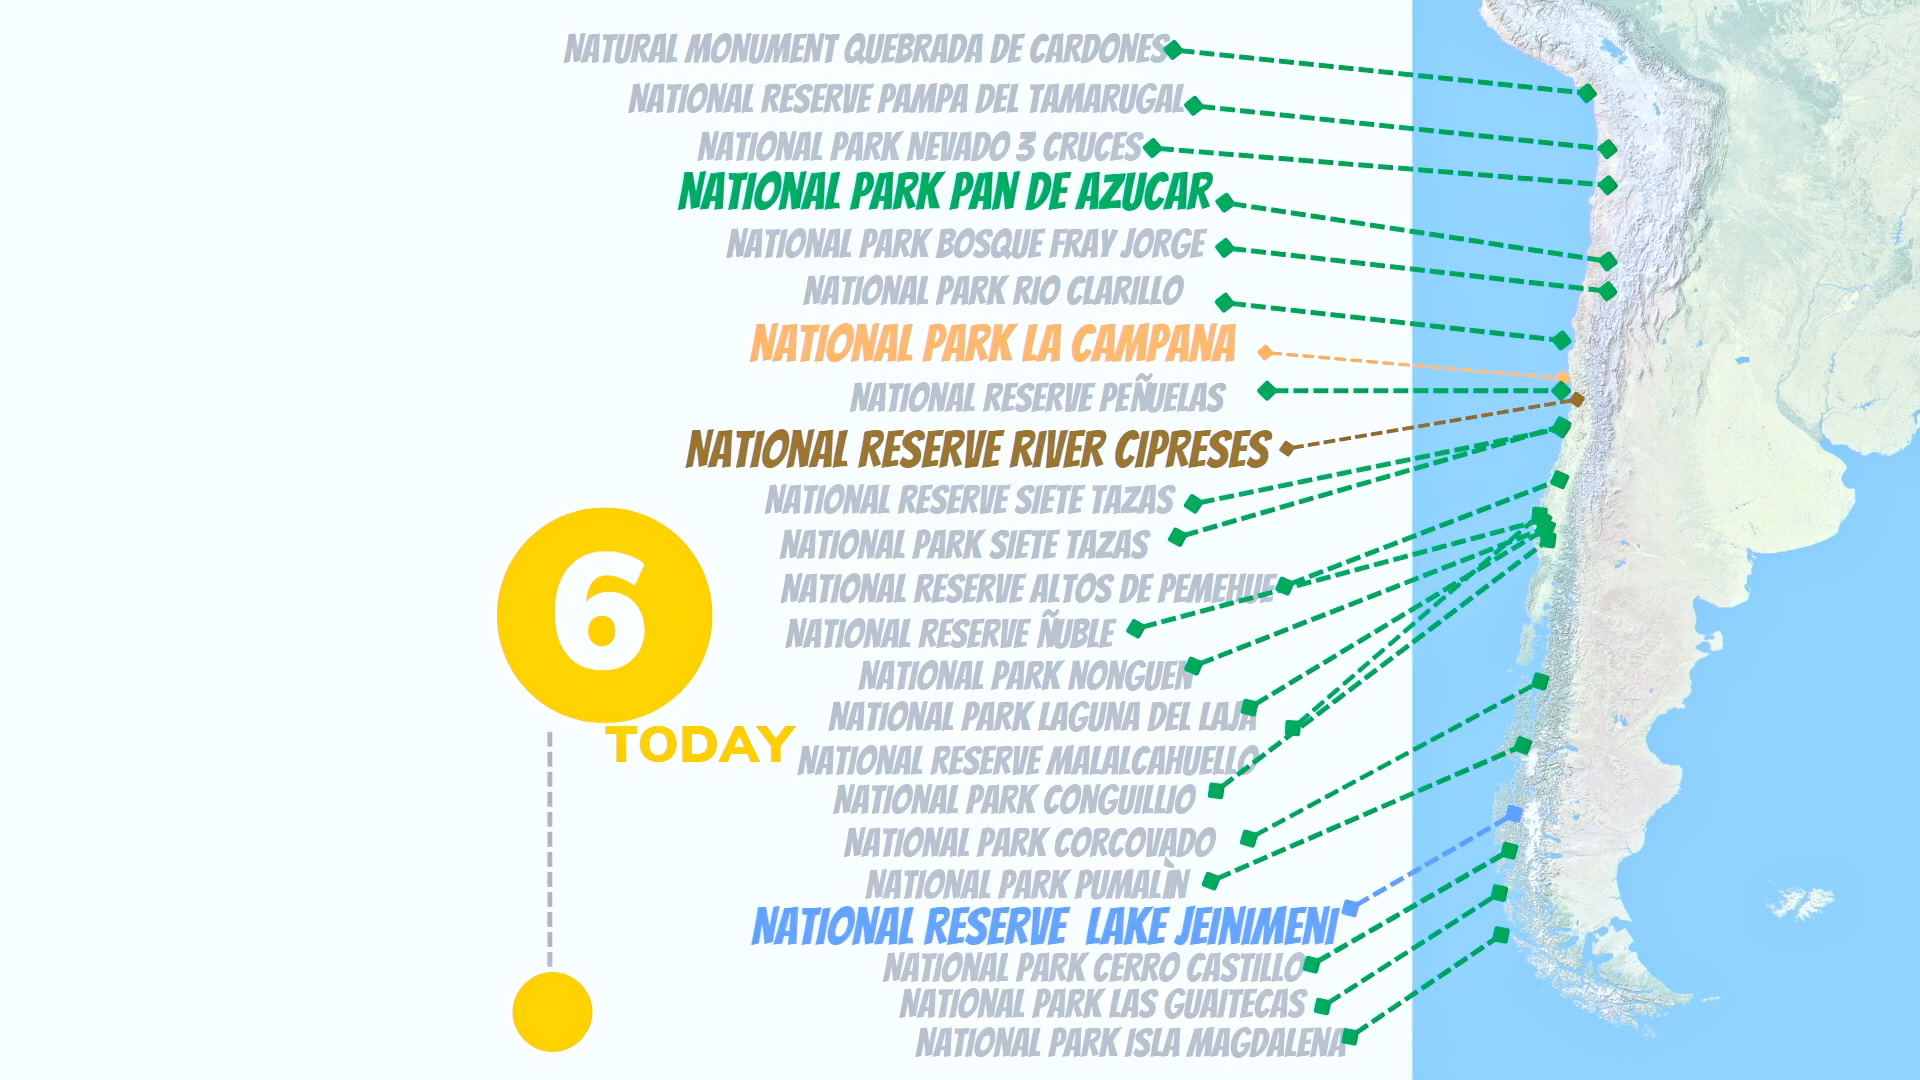 NATURAL MONUMENT QUEBRADA DE CARDONES
NATIONAL RESERVE PAMPA DEL TAMARUGAL
NATIONAL PARK NEVADO 3 CRUCES
NATIONAL PARK PAN DE AZUCAR
NATIONAL PARK BOSQUE FRAY JORGE
NATIONAL PARK RIO CLARILLO
NATIONAL PARK LA CAMPANA
NATIONAL RESERVE PEÑUELAS
NATIONAL RESERVE RIVER CIPRESES
NATIONAL RESERVE SIETE TAZAS
NATIONAL PARK SIETE TAZAS
NATIONAL RESERVE ALTOS DE PEMEHUE
NATIONAL RESERVE ÑUBLE
NATIONAL PARK NONGUEN
NATIONAL PARK LAGUNA DEL LAJA
NATIONAL RESERVE MALALCAHUELLO
NATIONAL PARK CONGUILLIO
NATIONAL PARK CORCOVADO
NATIONAL PARK PUMALÌN
NATIONAL RESERVE LAKE JEINIMENI
NATIONAL PARK CERRO CASTILLO
NATIONAL PARK LAS GUAITECAS
NATIONAL PARK ISLA MAGDALENA
6
TODAY